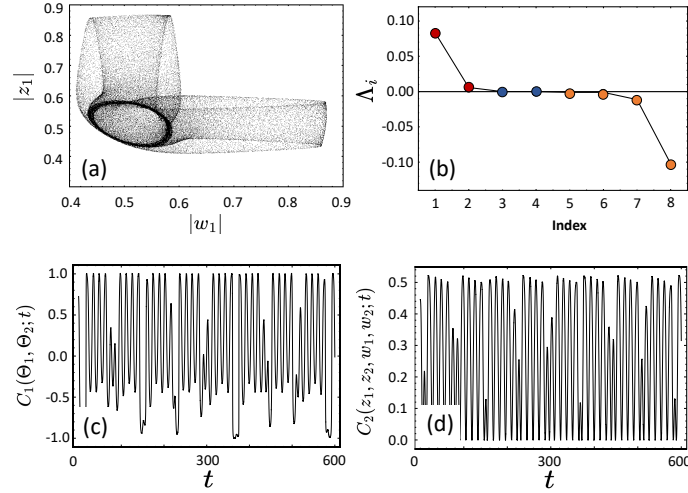 0.9
0.8
0.7
0.6
0.5
0.4
|z₁|
(a)
0.4 0.5 0.6 0.7 0.8 0.9
|w₁|
0.10
0.05
0.00
-0.05
-0.10
Λᵢ
(b)
1 2 3 4 5 6 7 8
Index
1.0
0.5
0.0
-0.5
-1.0
C₁(Θ₁, Θ₂; t)
(c)
0 300 600
t
0.5
0.4
0.3
0.2
0.1
0.0
C₂(z₁, z₂, w₁, w₂; t)
(d)
0 300 600
t